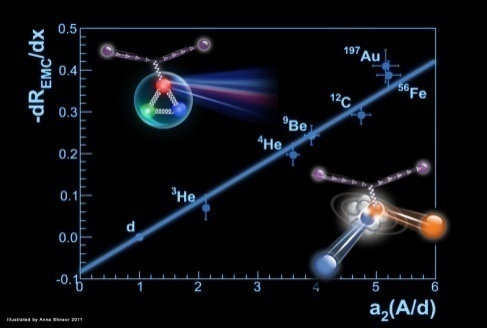 -dR_EMC/dx
0.5
0.4
0.3
0.2
0.1
0.0
-0.1
0 1 2 3 4 5 6
a₂(A/d)
d
³He
⁴He
⁹Be
¹²C
¹⁹⁷Au
⁵⁶Fe
Illustrated by Anna Shneor 2011